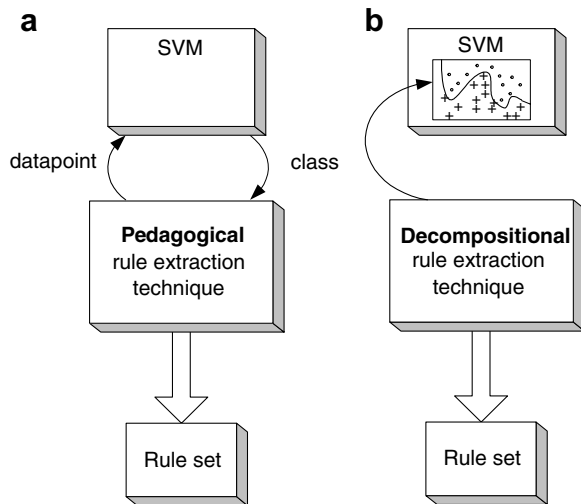 a
SVM
datapoint
class
Pedagogical
rule extraction
technique
Rule set
b
SVM
Decompositional
rule extraction
technique
Rule set